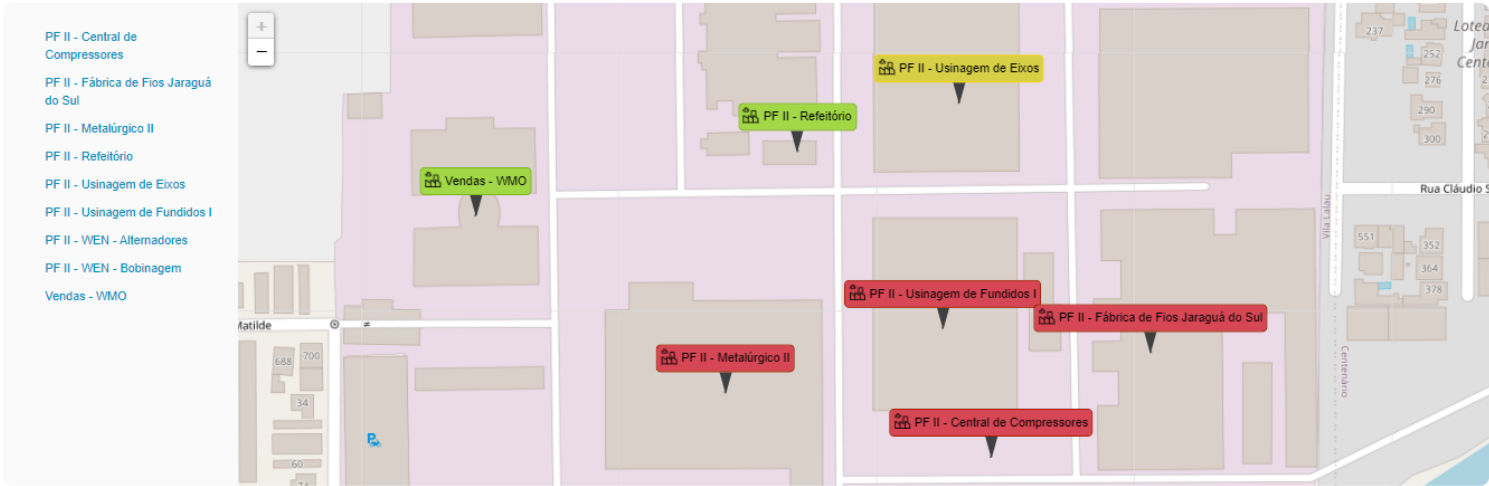 PF II - Central de
Compressores
PF II - Fábrica de Fios Jaraguá
do Sul
PF II - Metalúrgico II
PF II - Refeitório
PF II - Usinagem de Eixos
PF II - Usinagem de Fundidos I
PF II - WEN - Alternadores
PF II - WEN - Bobinagem
Vendas - WMO
+
−
PF II - Usinagem de Eixos
PF II - Refeitório
Vendas - WMO
PF II - Usinagem de Fundidos I
PF II - Fábrica de Fios Jaraguá do Sul
PF II - Metalúrgico II
PF II - Central de Compressores
237
252
276
290
300
Rua Cláudio S
Vila Lalau
551
352
364
378
Centenário
Matilde
688
700
34
60
P